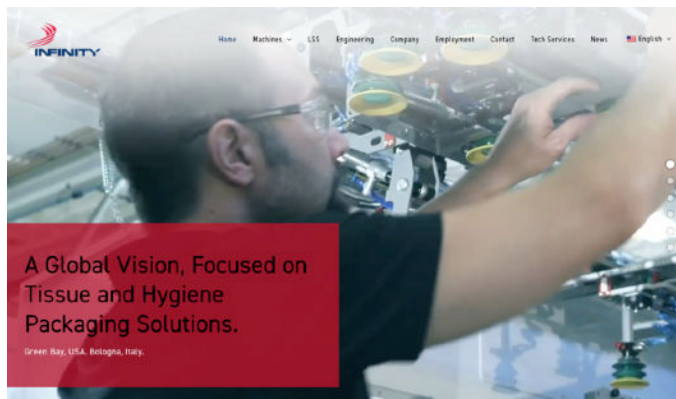 INFINITY
Home Machines LSS Engineering Company Employment Contact Tech Services News English
A Global Vision, Focused on
Tissue and Hygiene
Packaging Solutions.
Green Bay, USA. Bologna, Italy.